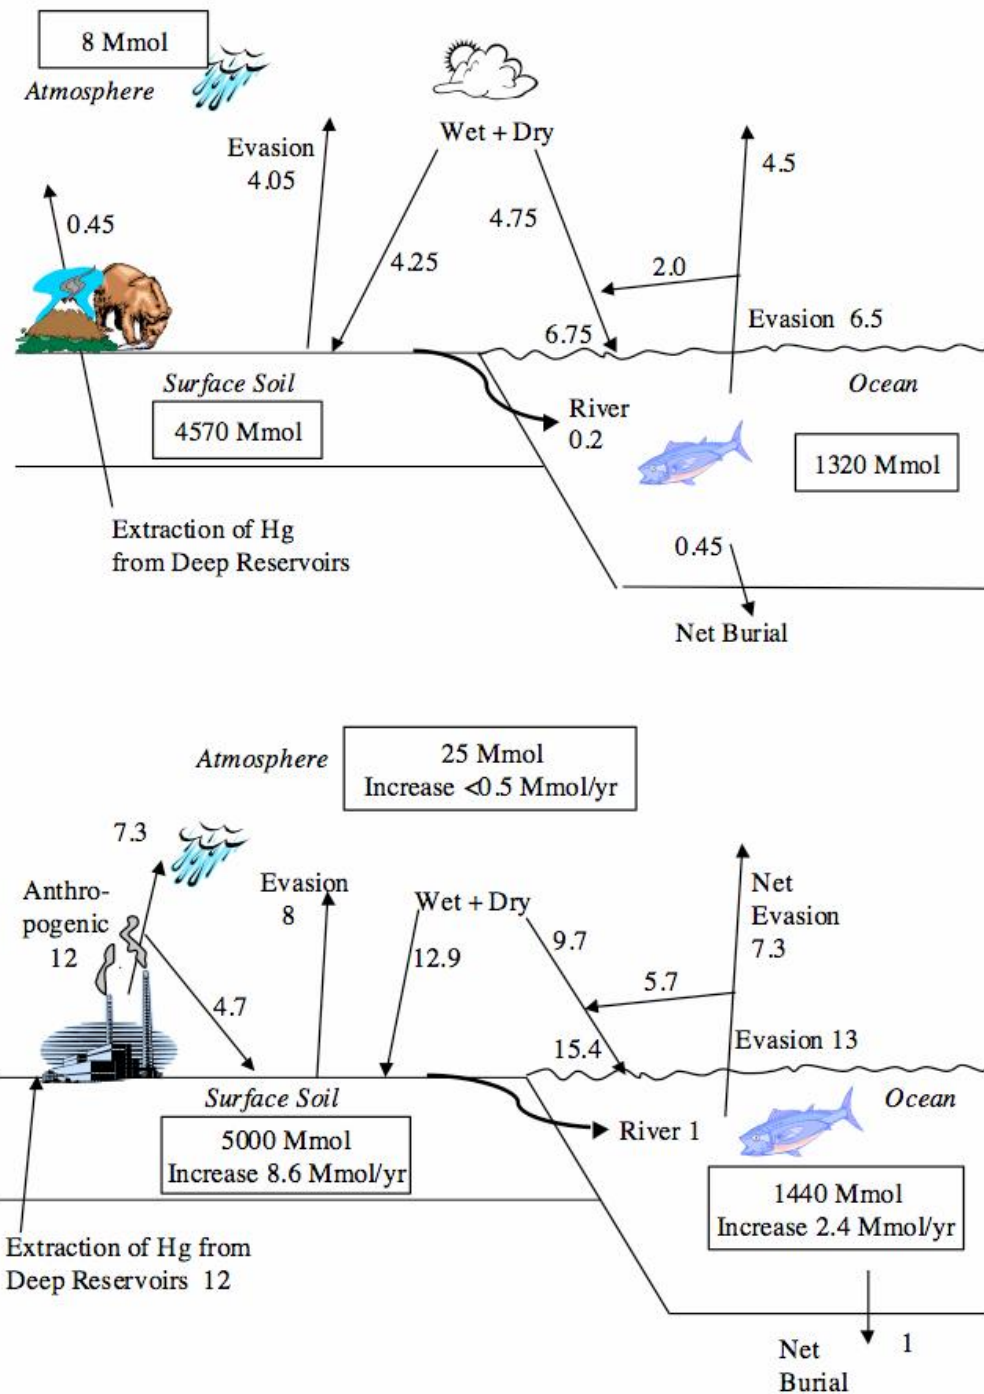 8 Mmol
Atmosphere
Wet + Dry
Evasion
4.05
4.5
0.45
4.75
4.25
2.0
Evasion 6.5
6.75
Surface Soil
Ocean
4570 Mmol
River
0.2
1320 Mmol
Extraction of Hg
from Deep Reservoirs
0.45
Net Burial
Atmosphere
25 Mmol
Increase <0.5 Mmol/yr
7.3
Anthro-
pogenic
12
Evasion
8
Wet + Dry
Net
Evasion
7.3
9.7
12.9
5.7
4.7
15.4
Evasion 13
Surface Soil
Ocean
5000 Mmol
Increase 8.6 Mmol/yr
River 1
1440 Mmol
Increase 2.4 Mmol/yr
Extraction of Hg from
Deep Reservoirs 12
1
Net
Burial